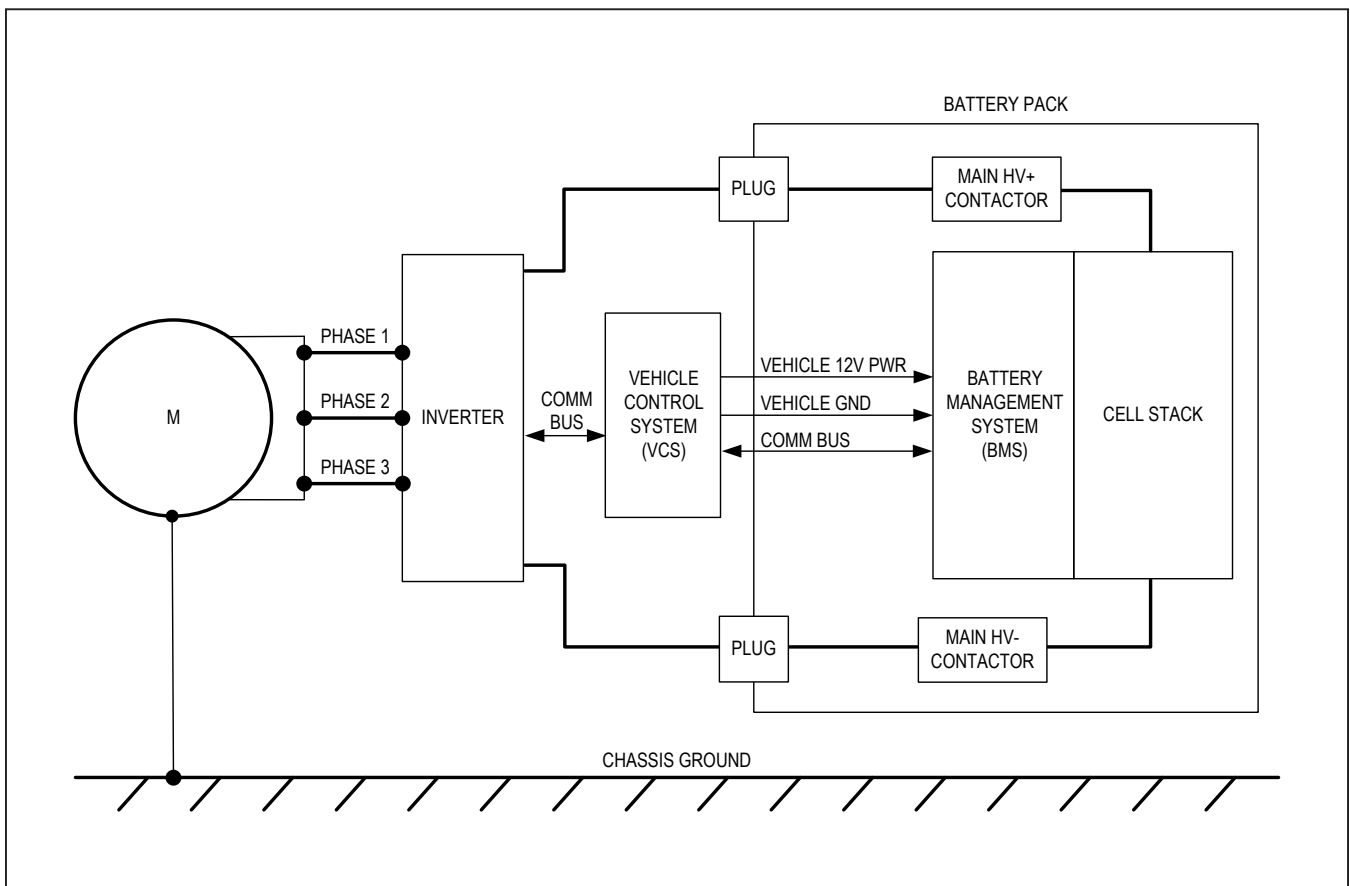 BATTERY PACK
PLUG
MAIN HV+
CONTACTOR
PHASE 1
PHASE 2
PHASE 3
M
INVERTER
COMM
BUS
VEHICLE
CONTROL
SYSTEM
(VCS)
VEHICLE 12V PWR
VEHICLE GND
COMM BUS
BATTERY
MANAGEMENT
SYSTEM
(BMS)
CELL STACK
PLUG
MAIN HV-
CONTACTOR
CHASSIS GROUND